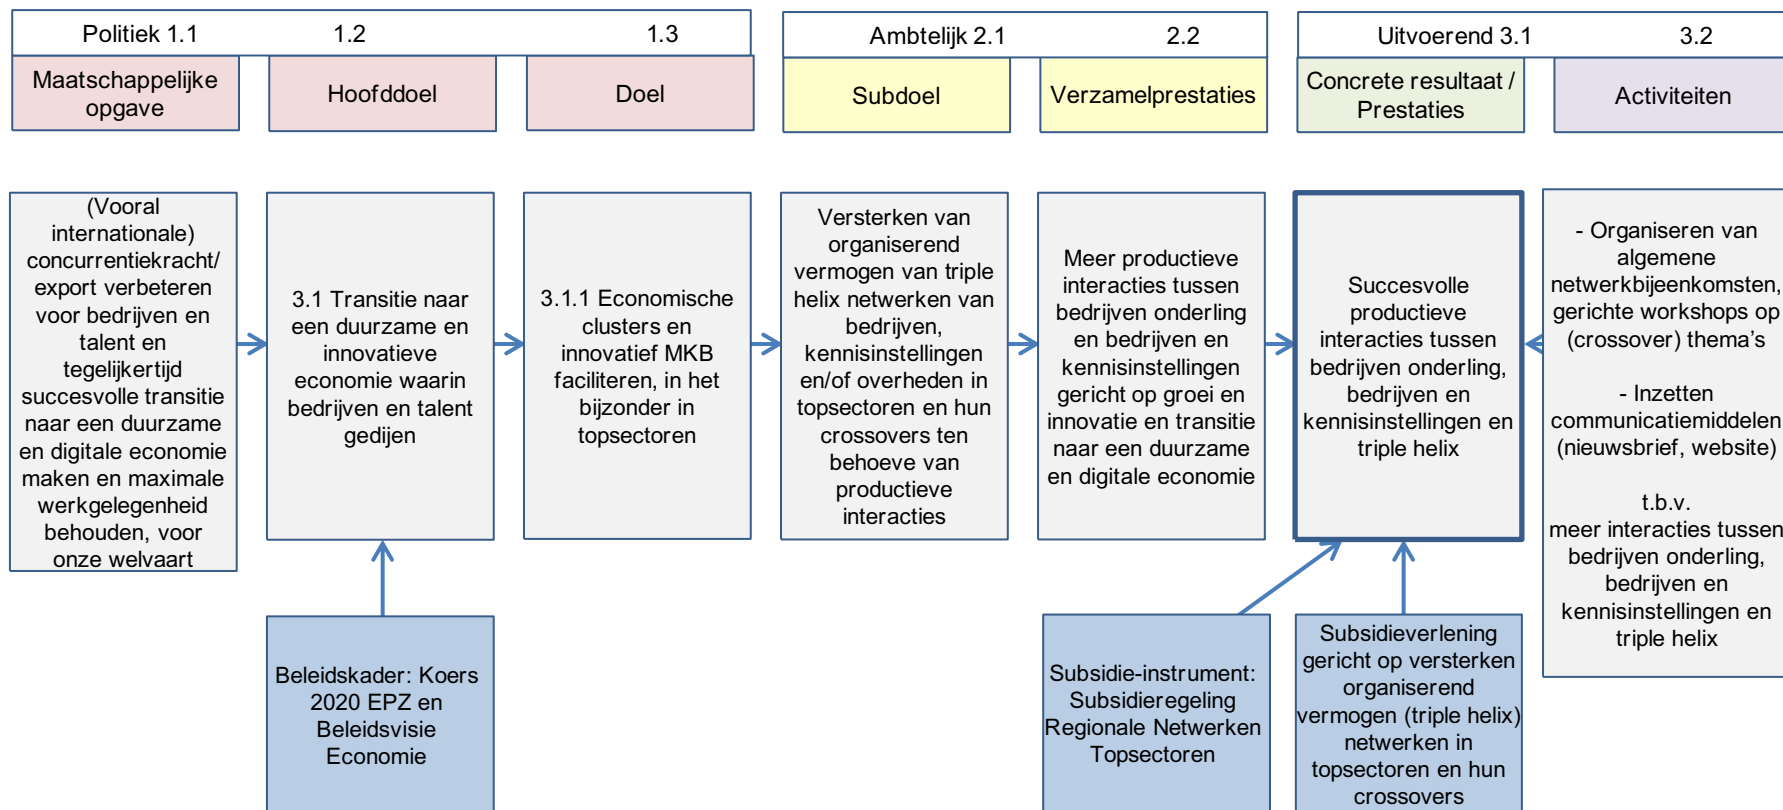 Politiek 1.1
1.2
1.3
Ambtelijk 2.1
2.2
Uitvoerend 3.1
3.2
Maatschappelijke
opgave
Hoofddoel
Doel
Subdoel
Verzamelprestaties
Concrete resultaat /
Prestaties
Activiteiten
(Vooral
internationale)
concurrentiekracht/
export verbeteren
voor bedrijven en
talent en
tegelijkertijd
succesvolle transitie
naar een duurzame
en digitale economie
maken en maximale
werkgelegenheid
behouden, voor
onze welvaart
3.1 Transitie naar
een duurzame en
innovatieve
economie waarin
bedrijven en talent
gedijen
3.1.1 Economische
clusters en
innovatief MKB
faciliteren, in het
bijzonder in
topsectoren
Versterken van
organiserend
vermogen van triple
helix netwerken van
bedrijven,
kennisinstellingen
en/of overheden in
topsectoren en hun
crossovers ten
behoeve van
productieve
interacties
Meer productieve
interacties tussen
bedrijven onderling
en bedrijven en
kennisinstellingen
gericht op groei en
innovatie en transitie
naar een duurzame
en digitale economie
Succesvolle
productieve
interacties tussen
bedrijven onderling,
bedrijven en
kennisinstellingen en
triple helix
- Organiseren van
algemene
netwerkbijeenkomsten,
gerichte workshops op
(crossover) thema's
- Inzetten
communicatiemiddelen
(nieuwsbrief, website)
t.b.v.
meer interacties tussen
bedrijven onderling,
bedrijven en
kennisinstellingen en
triple helix
Beleidskader: Koers
2020 EPZ en
Beleidsvisie
Economie
Subsidie-instrument:
Subsidieregeling
Regionale Netwerken
Topsectoren
Subsidieverlening
gericht op versterken
organiserend
vermogen (triple helix)
netwerken in
topsectoren en hun
crossovers